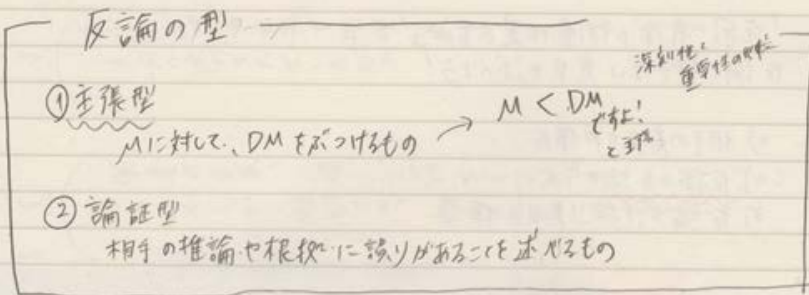 反論の型
①主張型
Mに対して、DMをぶつけるもの → M < DM
ですよ!
と主張
深刻性、
重要性の
②論証型
相手の推論や根拠に誤りがあることを述べるもの